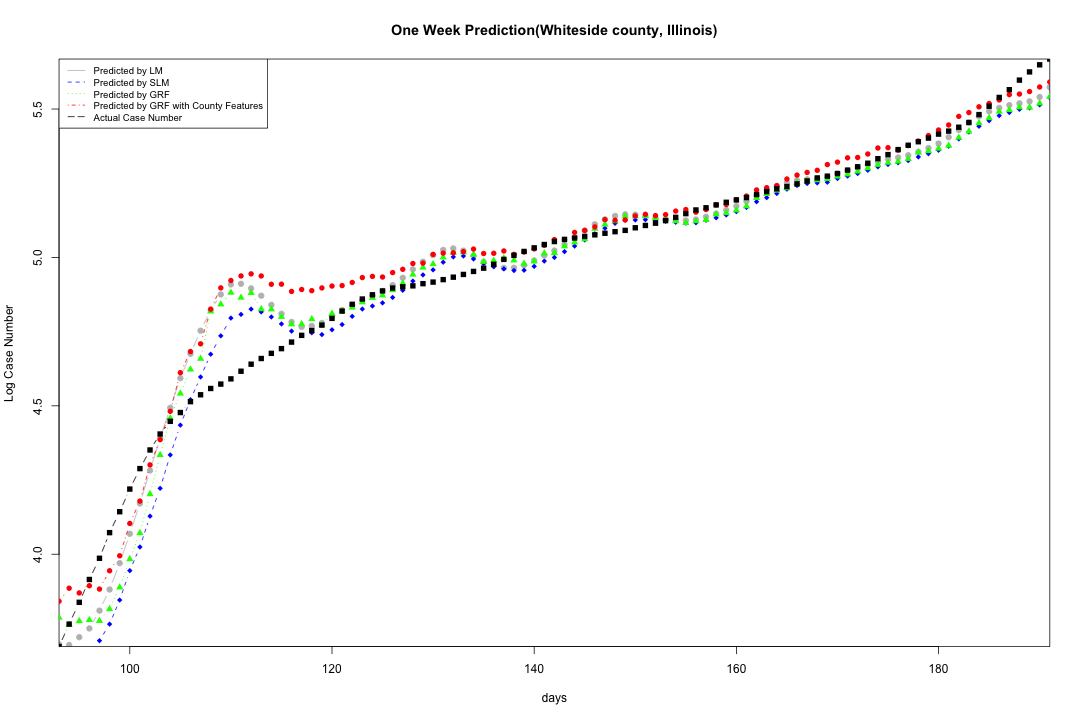 One Week Prediction(Whiteside county, Illinois)
Predicted by LM
Predicted by SLM
Predicted by GRF
Predicted by GRF with County Features
Actual Case Number
5.5
5.0
4.5
4.0
Log Case Number
100 120 140 160 180
days